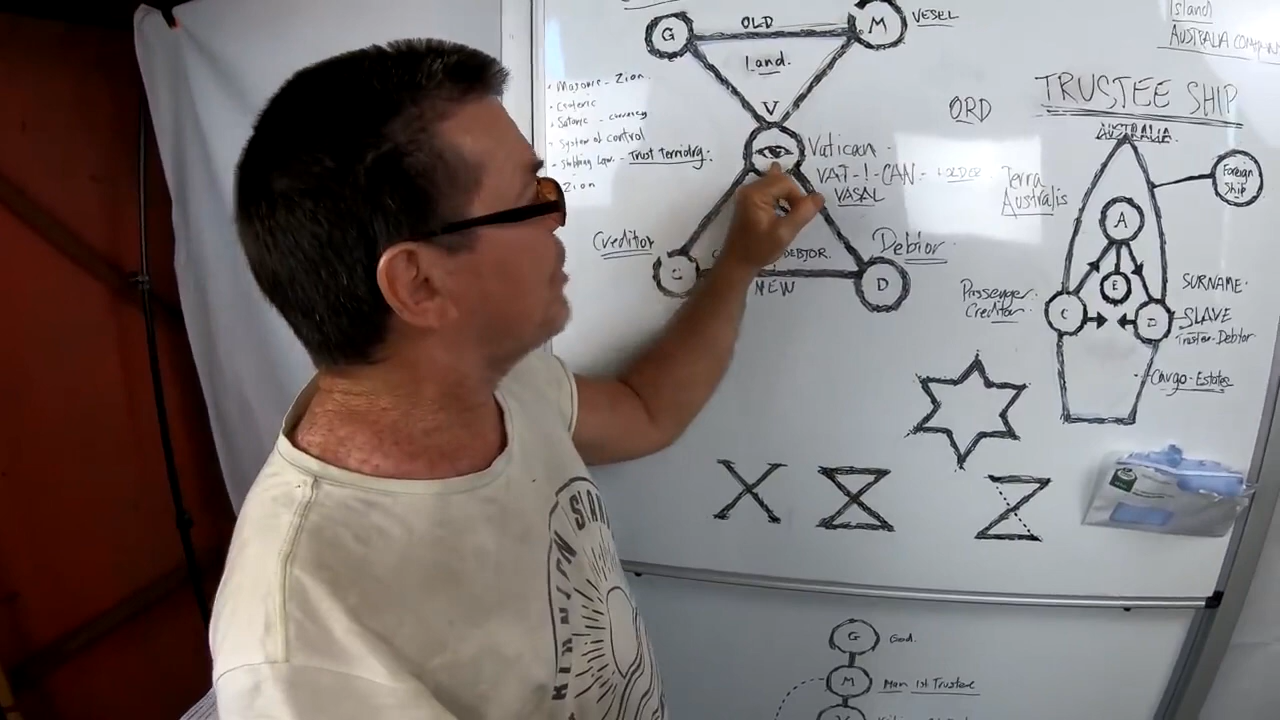 G
OLD
M
VESEL
Land.
V
Masonic - Zion.
Esoteric
Satanic - currency
System of control
Shipping Law. - Trust Territory.
Zion
Vatican -
VAT - ! - CAN -
VASAL
Creditor
DEBTOR.
Debtor.
C
NEW
D
ORD
Island
AUSTRALIA COMPANY
TRUSTEE SHIP
AUSTRALIA.
Terra
Australis
Foreign
Ship
A
E
Passenger
Creditor
C
D
SURNAME.
SLAVE
Trustee-Debtor
Cargo-Estates
X
Z
G
God.
M
Man 1st Trustee